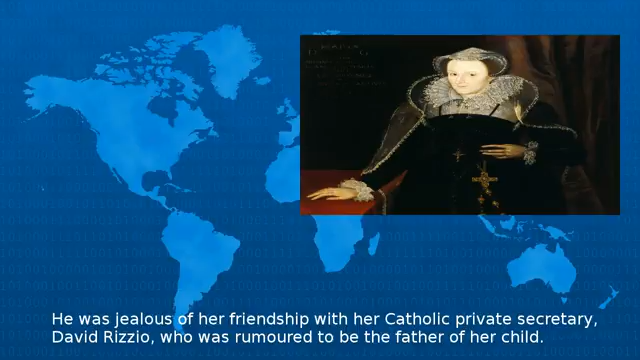 He was jealous of her friendship with her Catholic private secretary,
David Rizzio, who was rumoured to be the father of her child.